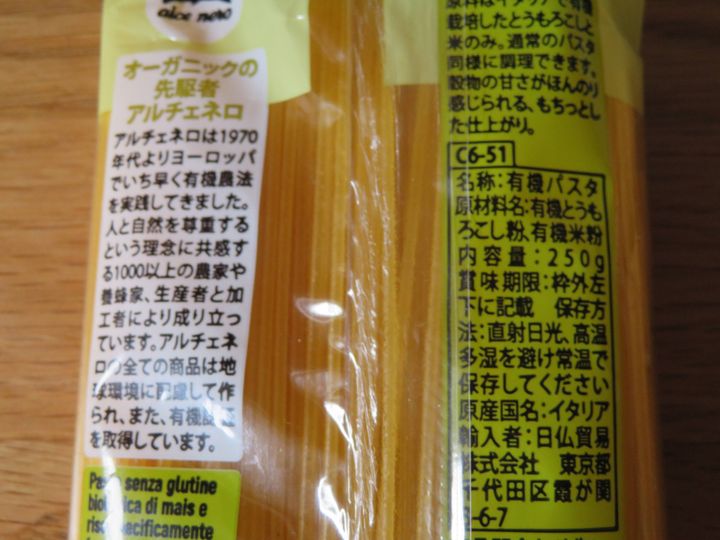 alce nero
オーガニックの
先駆者
アルチェネロ
アルチェネロは1970
年代よりヨーロッパ
でいち早く有機農法
を実践してきました。
人と自然を尊重する
という理念に共感す
る1000以上の農家や
養蜂家、生産者と加
工者により成り立っ
ています。アルチェネ
ロの全ての商品は地
球環境に配慮して作
られ、また、有機認証
を取得しています。
Pasta senza glutine
biologica di mais e
riso specificamente
原料はイタリアで有機
栽培したとうもろこしと
米のみ。通常のパスタ
同様に調理できます。
穀物の甘さがほんのり
感じられる、もちっとし
た仕上がり。
C6-51
名称:有機パスタ
原材料名:有機とうも
ろこし粉、有機米粉
内容量:250g
賞味期限:枠外左
下に記載 保存方
法:直射日光、高温
多湿を避け常温で
保存してください
原産国名:イタリア
輸入者:日仏貿易
株式会社 東京都
千代田区霞が関
-6-7